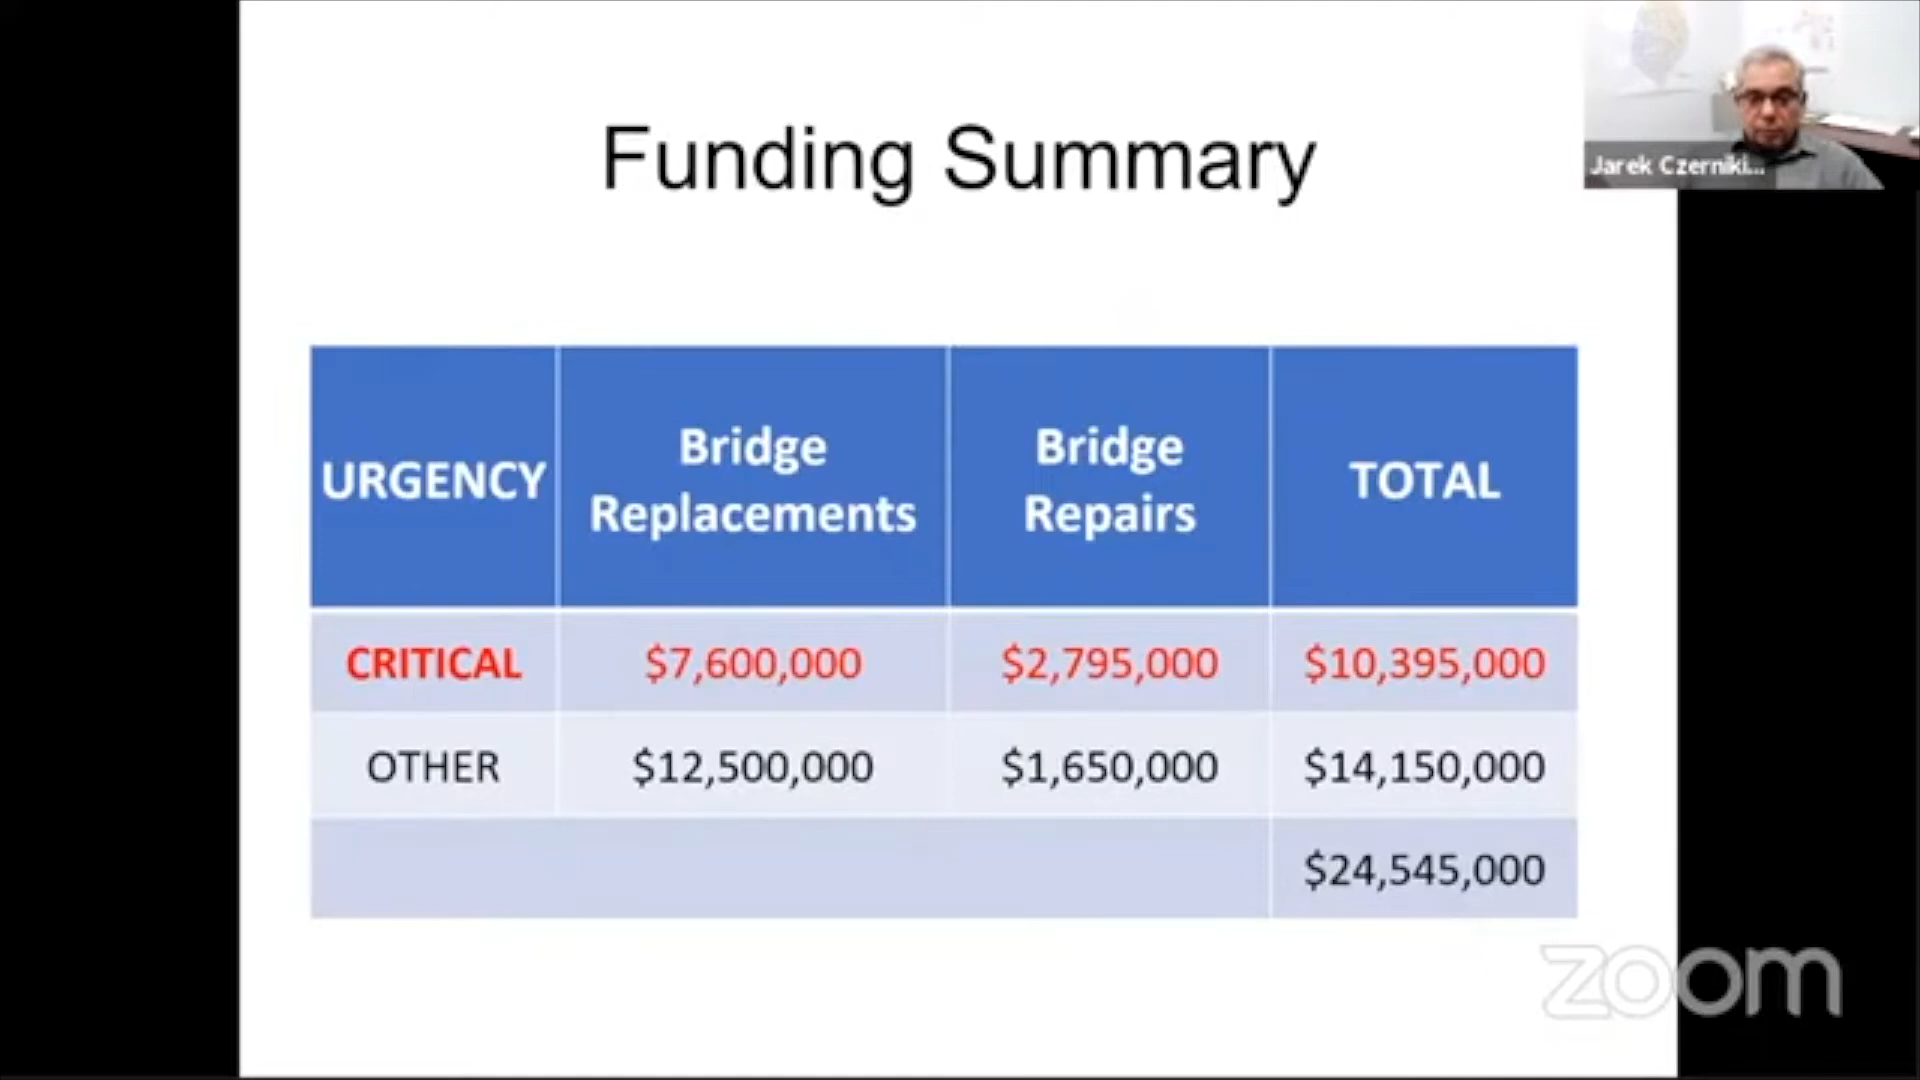 Funding Summary
Jarek Czerniki...
URGENCY
Bridge
Replacements
Bridge
Repairs
TOTAL
CRITICAL $7,600,000 $2,795,000 $10,395,000
OTHER $12,500,000 $1,650,000 $14,150,000
$24,545,000
zoom